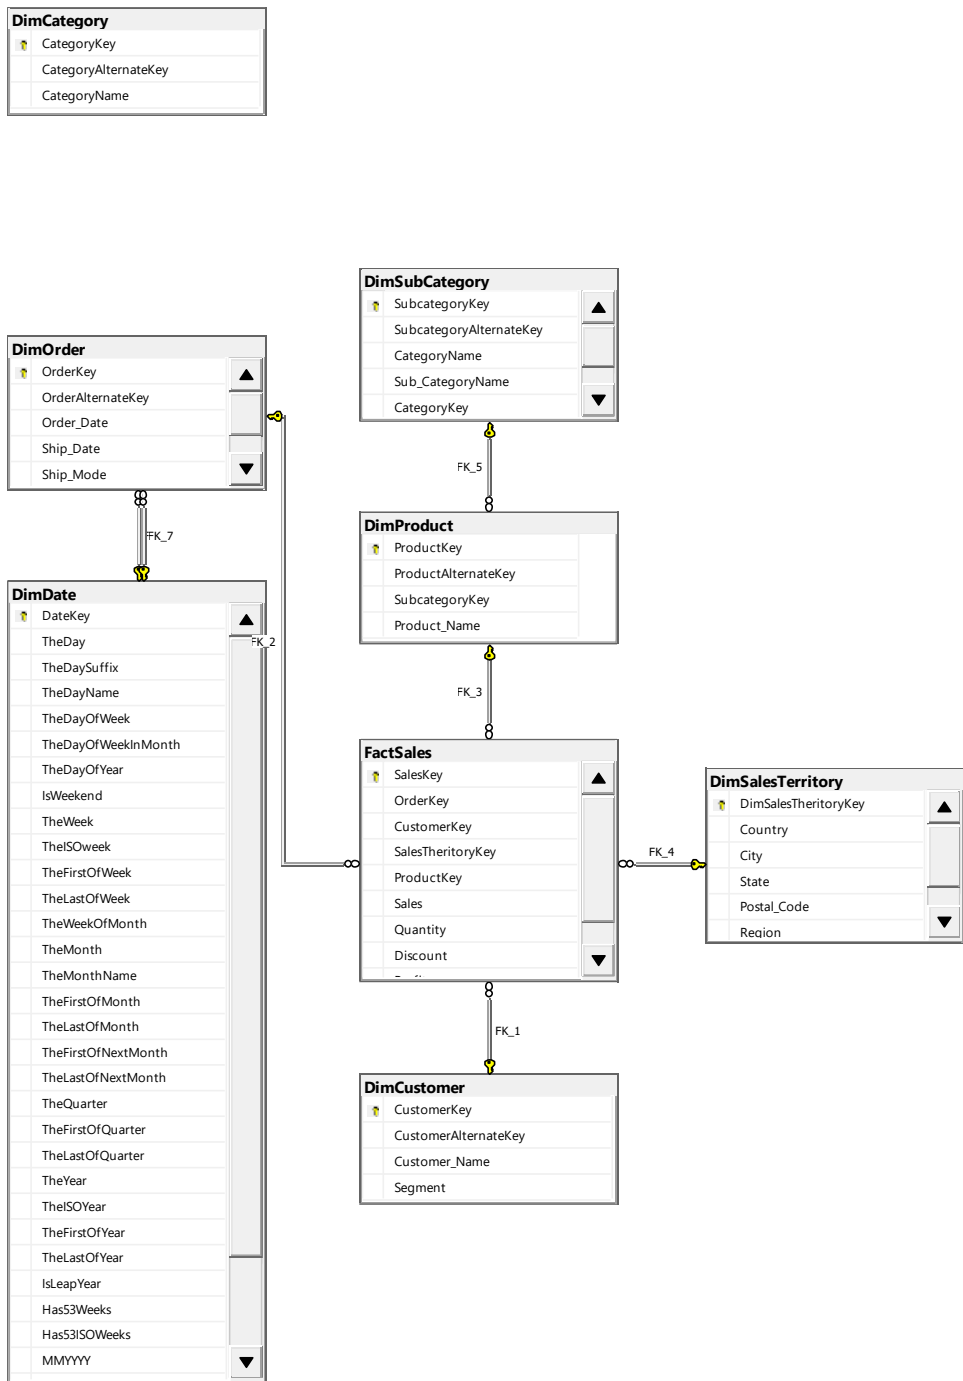 DimCategory
CategoryKey
CategoryAlternateKey
CategoryName
DimSubCategory
SubcategoryKey
SubcategoryAlternateKey
CategoryName
Sub_CategoryName
CategoryKey
DimOrder
OrderKey
OrderAlternateKey
Order_Date
Ship_Date
Ship_Mode
FK_5
FK_7
DimProduct
ProductKey
ProductAlternateKey
SubcategoryKey
Product_Name
DimDate
DateKey
TheDay
TheDaySuffix
TheDayName
TheDayOfWeek
TheDayOfWeekInMonth
TheDayOfYear
IsWeekend
TheWeek
TheISOweek
TheFirstOfWeek
TheLastOfWeek
TheWeekOfMonth
TheMonth
TheMonthName
TheFirstOfMonth
TheLastOfMonth
TheFirstOfNextMonth
TheLastOfNextMonth
TheQuarter
TheFirstOfQuarter
TheLastOfQuarter
TheYear
TheISOYear
TheFirstOfYear
TheLastOfYear
IsLeapYear
Has53Weeks
Has53ISOWeeks
MMYYYY
FK_2
FK_3
FactSales
SalesKey
OrderKey
CustomerKey
SalesTheritoryKey
ProductKey
Sales
Quantity
Discount
FK_4
DimSalesTerritory
DimSalesTheritoryKey
Country
City
State
Postal_Code
Region
FK_1
DimCustomer
CustomerKey
CustomerAlternateKey
Customer_Name
Segment